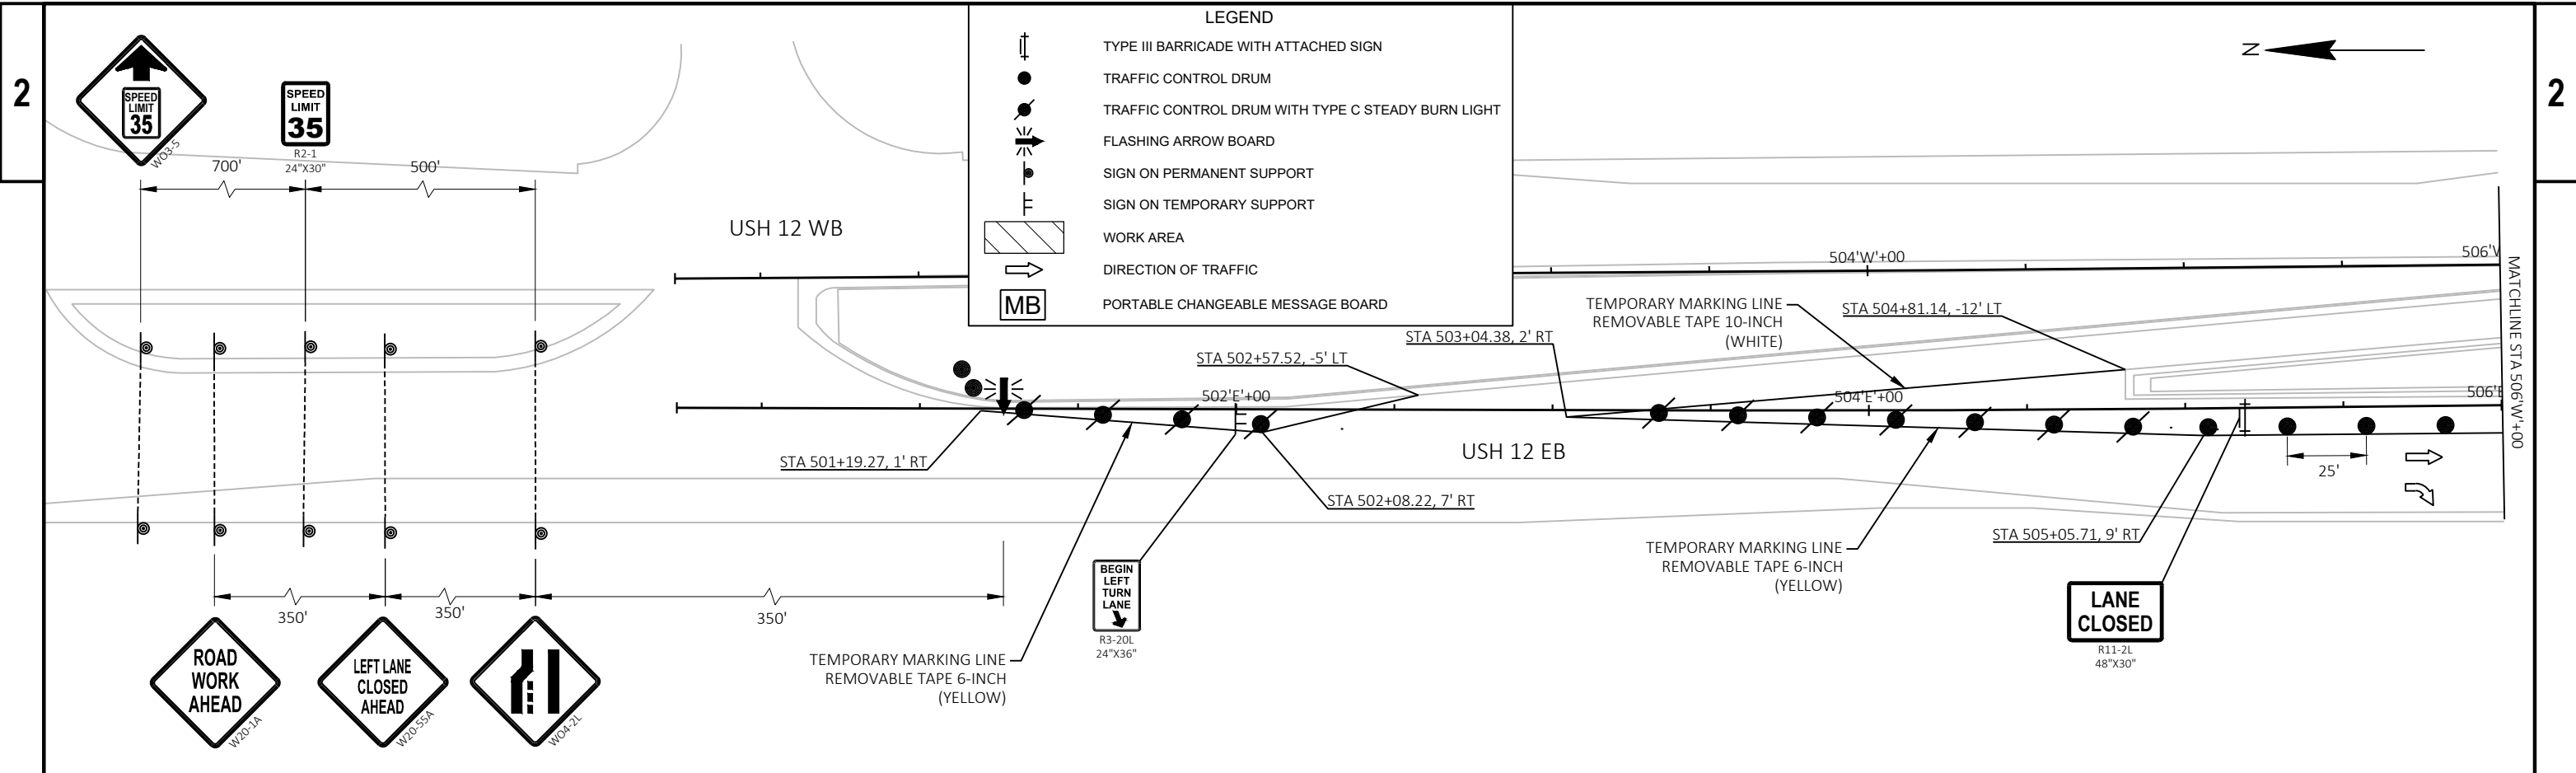 2
2
SPEED
LIMIT
35
WO3-5
SPEED
LIMIT
35
R2-1
24"X30"
700'
500'
LEGEND
TYPE III BARRICADE WITH ATTACHED SIGN
TRAFFIC CONTROL DRUM
TRAFFIC CONTROL DRUM WITH TYPE C STEADY BURN LIGHT
FLASHING ARROW BOARD
SIGN ON PERMANENT SUPPORT
SIGN ON TEMPORARY SUPPORT
WORK AREA
DIRECTION OF TRAFFIC
MB
PORTABLE CHANGEABLE MESSAGE BOARD
N
USH 12 WB
504'W'+00
506'W
MATCHLINE STA 506'W'+00
TEMPORARY MARKING LINE
REMOVABLE TAPE 10-INCH
(WHITE)
STA 504+81.14, -12' LT
STA 503+04.38, 2' RT
STA 502+57.52, -5' LT
502'E'+00
504'E'+00
506'E
STA 501+19.27, 1' RT
USH 12 EB
STA 502+08.22, 7' RT
25'
STA 505+05.71, 9' RT
TEMPORARY MARKING LINE
REMOVABLE TAPE 6-INCH
(YELLOW)
BEGIN
LEFT
TURN
LANE
R3-20L
24"X36"
LANE
CLOSED
R11-2L
48"X30"
350'
350'
350'
ROAD
WORK
AHEAD
W20-1A
LEFT LANE
CLOSED
AHEAD
W20-55A
WO4-2L
TEMPORARY MARKING LINE
REMOVABLE TAPE 6-INCH
(YELLOW)